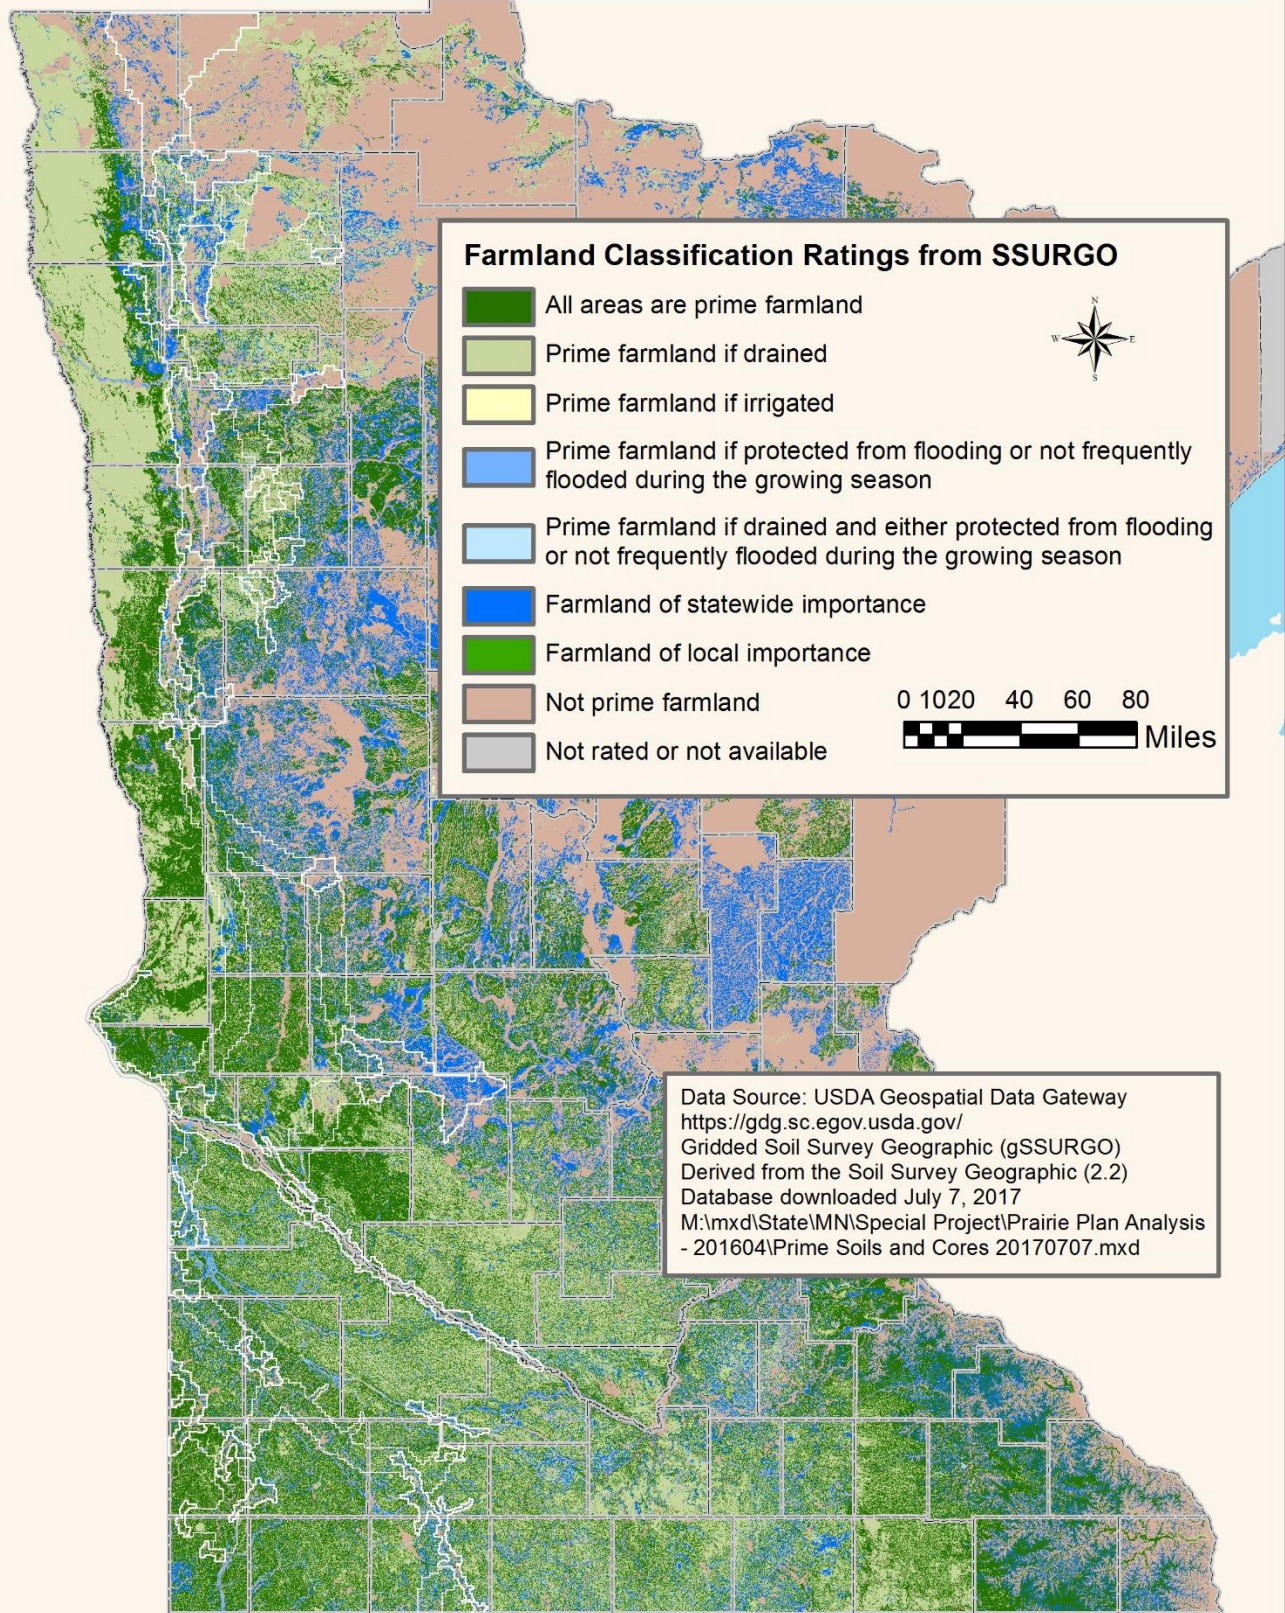 Farmland Classification Ratings from SSURGO
All areas are prime farmland
Prime farmland if drained
Prime farmland if irrigated
Prime farmland if protected from flooding or not frequently
flooded during the growing season
Prime farmland if drained and either protected from flooding
or not frequently flooded during the growing season
Farmland of statewide importance
Farmland of local importance
Not prime farmland
Not rated or not available
N
W E
S
0 10 20 40 60 80
Miles
Data Source: USDA Geospatial Data Gateway
https://gdg.sc.egov.usda.gov/
Gridded Soil Survey Geographic (gSSURGO)
Derived from the Soil Survey Geographic (2.2)
Database downloaded July 7, 2017
M:\mxd\State\MN\Special Project\Prairie Plan Analysis
- 201604\Prime Soils and Cores 20170707.mxd